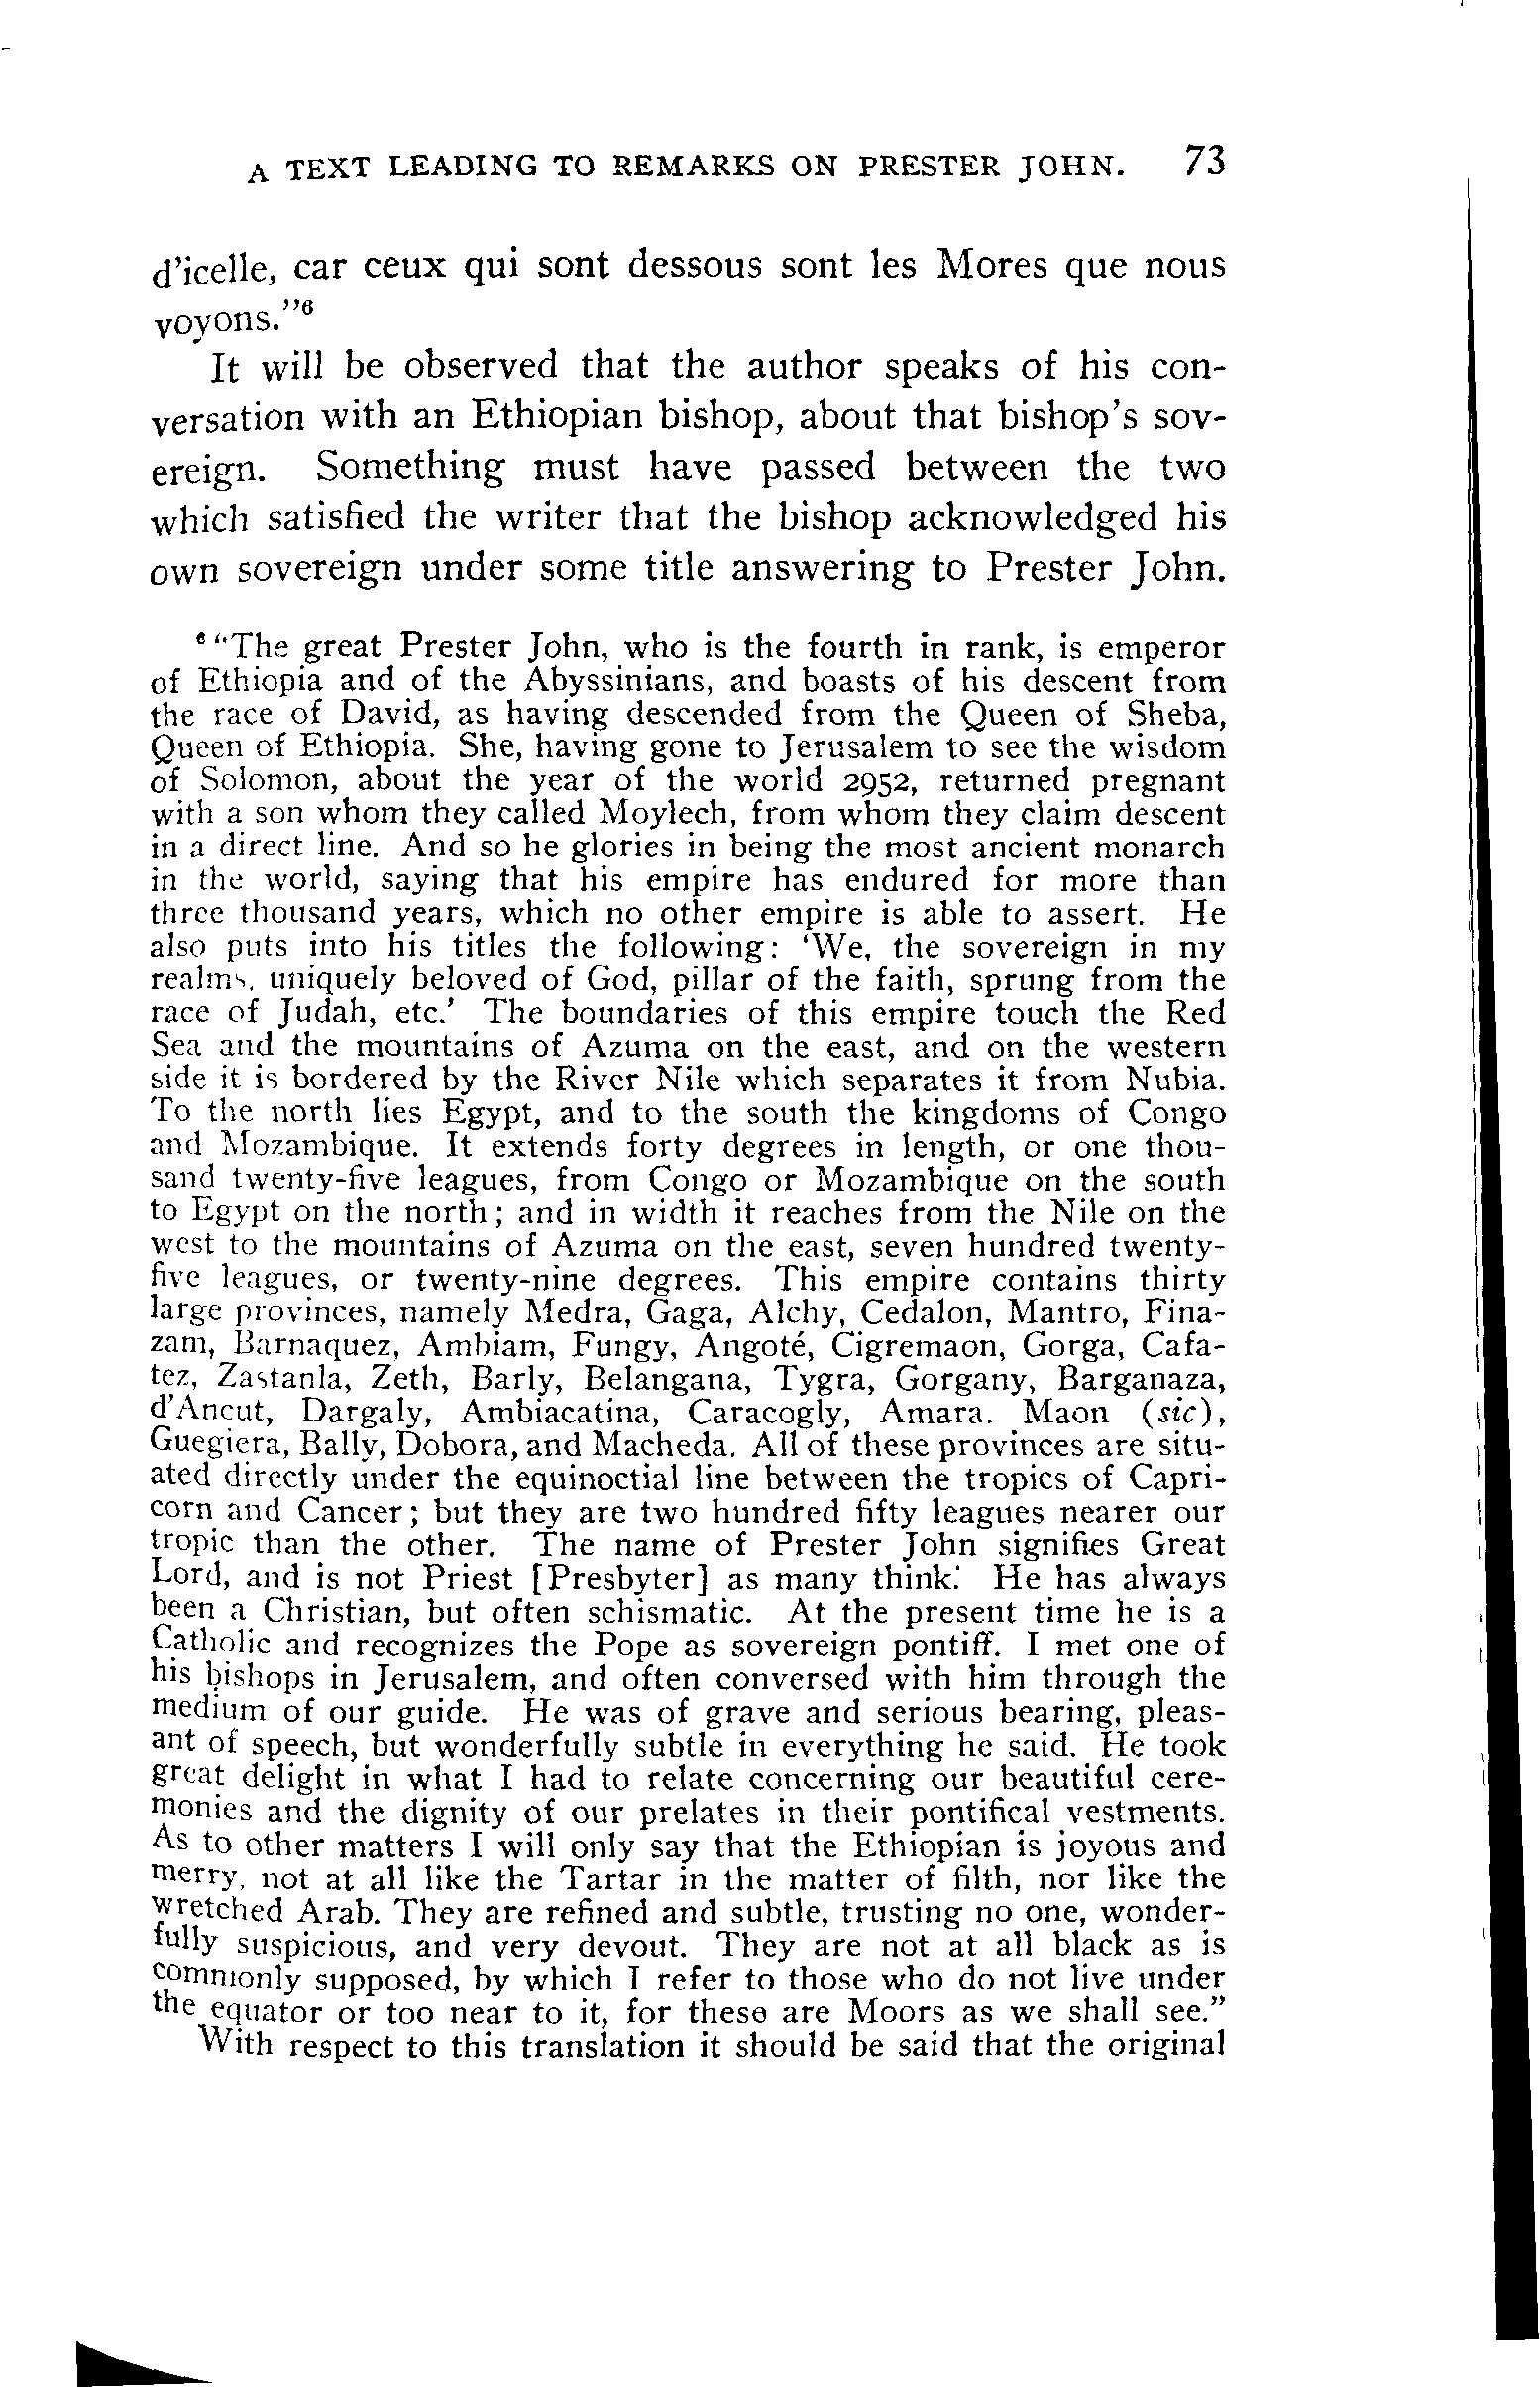 A TEXT LEADING TO REMARKS ON PRESTER JOHN. 73
d'icelle, car ceux qui sont dessous sont les Mores que nous
voyons."6
It will be observed that the author speaks of his con-
versation with an Ethiopian bishop, about that bishop's sov-
ereign. Something must have passed between the two
which satisfied the writer that the bishop acknowledged his
own sovereign under some title answering to Prester John.
6 "The great Prester John, who is the fourth in rank, is emperor
of Ethiopia and of the Abyssinians, and boasts of his descent from
the race of David, as having descended from the Queen of Sheba,
Queen of Ethiopia. She, having gone to Jerusalem to see the wisdom
of Solomon, about the year of the world 2952, returned pregnant
with a son whom they called Moylech, from whom they claim descent
in a direct line. And so he glories in being the most ancient monarch
in the world, saying that his empire has endured for more than
three thousand years, which no other empire is able to assert. He
also puts into his titles the following: 'We, the sovereign in my
realms, uniquely beloved of God, pillar of the faith, sprung from the
race of Judah, etc.' The boundaries of this empire touch the Red
Sea and the mountains of Azuma on the east, and on the western
side it is bordered by the River Nile which separates it from Nubia.
To the north lies Egypt, and to the south the kingdoms of Congo
and Mozambique. It extends forty degrees in length, or one thou-
sand twenty-five leagues, from Congo or Mozambique on the south
to Egypt on the north; and in width it reaches from the Nile on the
west to the mountains of Azuma on the east, seven hundred twenty-
five leagues, or twenty-nine degrees. This empire contains thirty
large provinces, namely Medra, Gaga, Alchy, Cedalon, Mantro, Fina-
zam, Barnaquez, Ambiam, Fungy, Angoté, Cigremaon, Gorga, Cafa-
tez, Zastanla, Zeth, Barly, Belangana, Tygra, Gorgany, Barganaza,
d'Ancut, Dargaly, Ambiacatina, Caracogly, Amara. Maon (sic),
Guegiera, Bally, Dobora, and Macheda. All of these provinces are situ-
ated directly under the equinoctial line between the tropics of Capri-
corn and Cancer; but they are two hundred fifty leagues nearer our
tropic than the other. The name of Prester John signifies Great
Lord, and is not Priest [Presbyter] as many think. He has always
been a Christian, but often schismatic. At the present time he is a
Catholic and recognizes the Pope as sovereign pontiff. I met one of
his bishops in Jerusalem, and often conversed with him through the
medium of our guide. He was of grave and serious bearing, pleas-
ant of speech, but wonderfully subtle in everything he said. He took
great delight in what I had to relate concerning our beautiful cere-
monies and the dignity of our prelates in their pontifical vestments.
As to other matters I will only say that the Ethiopian is joyous and
merry, not at all like the Tartar in the matter of filth, nor like the
wretched Arab. They are refined and subtle, trusting no one, wonder-
fully suspicious, and very devout. They are not at all black as is
commonly supposed, by which I refer to those who do not live under
the equator or too near to it, for these are Moors as we shall see."
With respect to this translation it should be said that the original